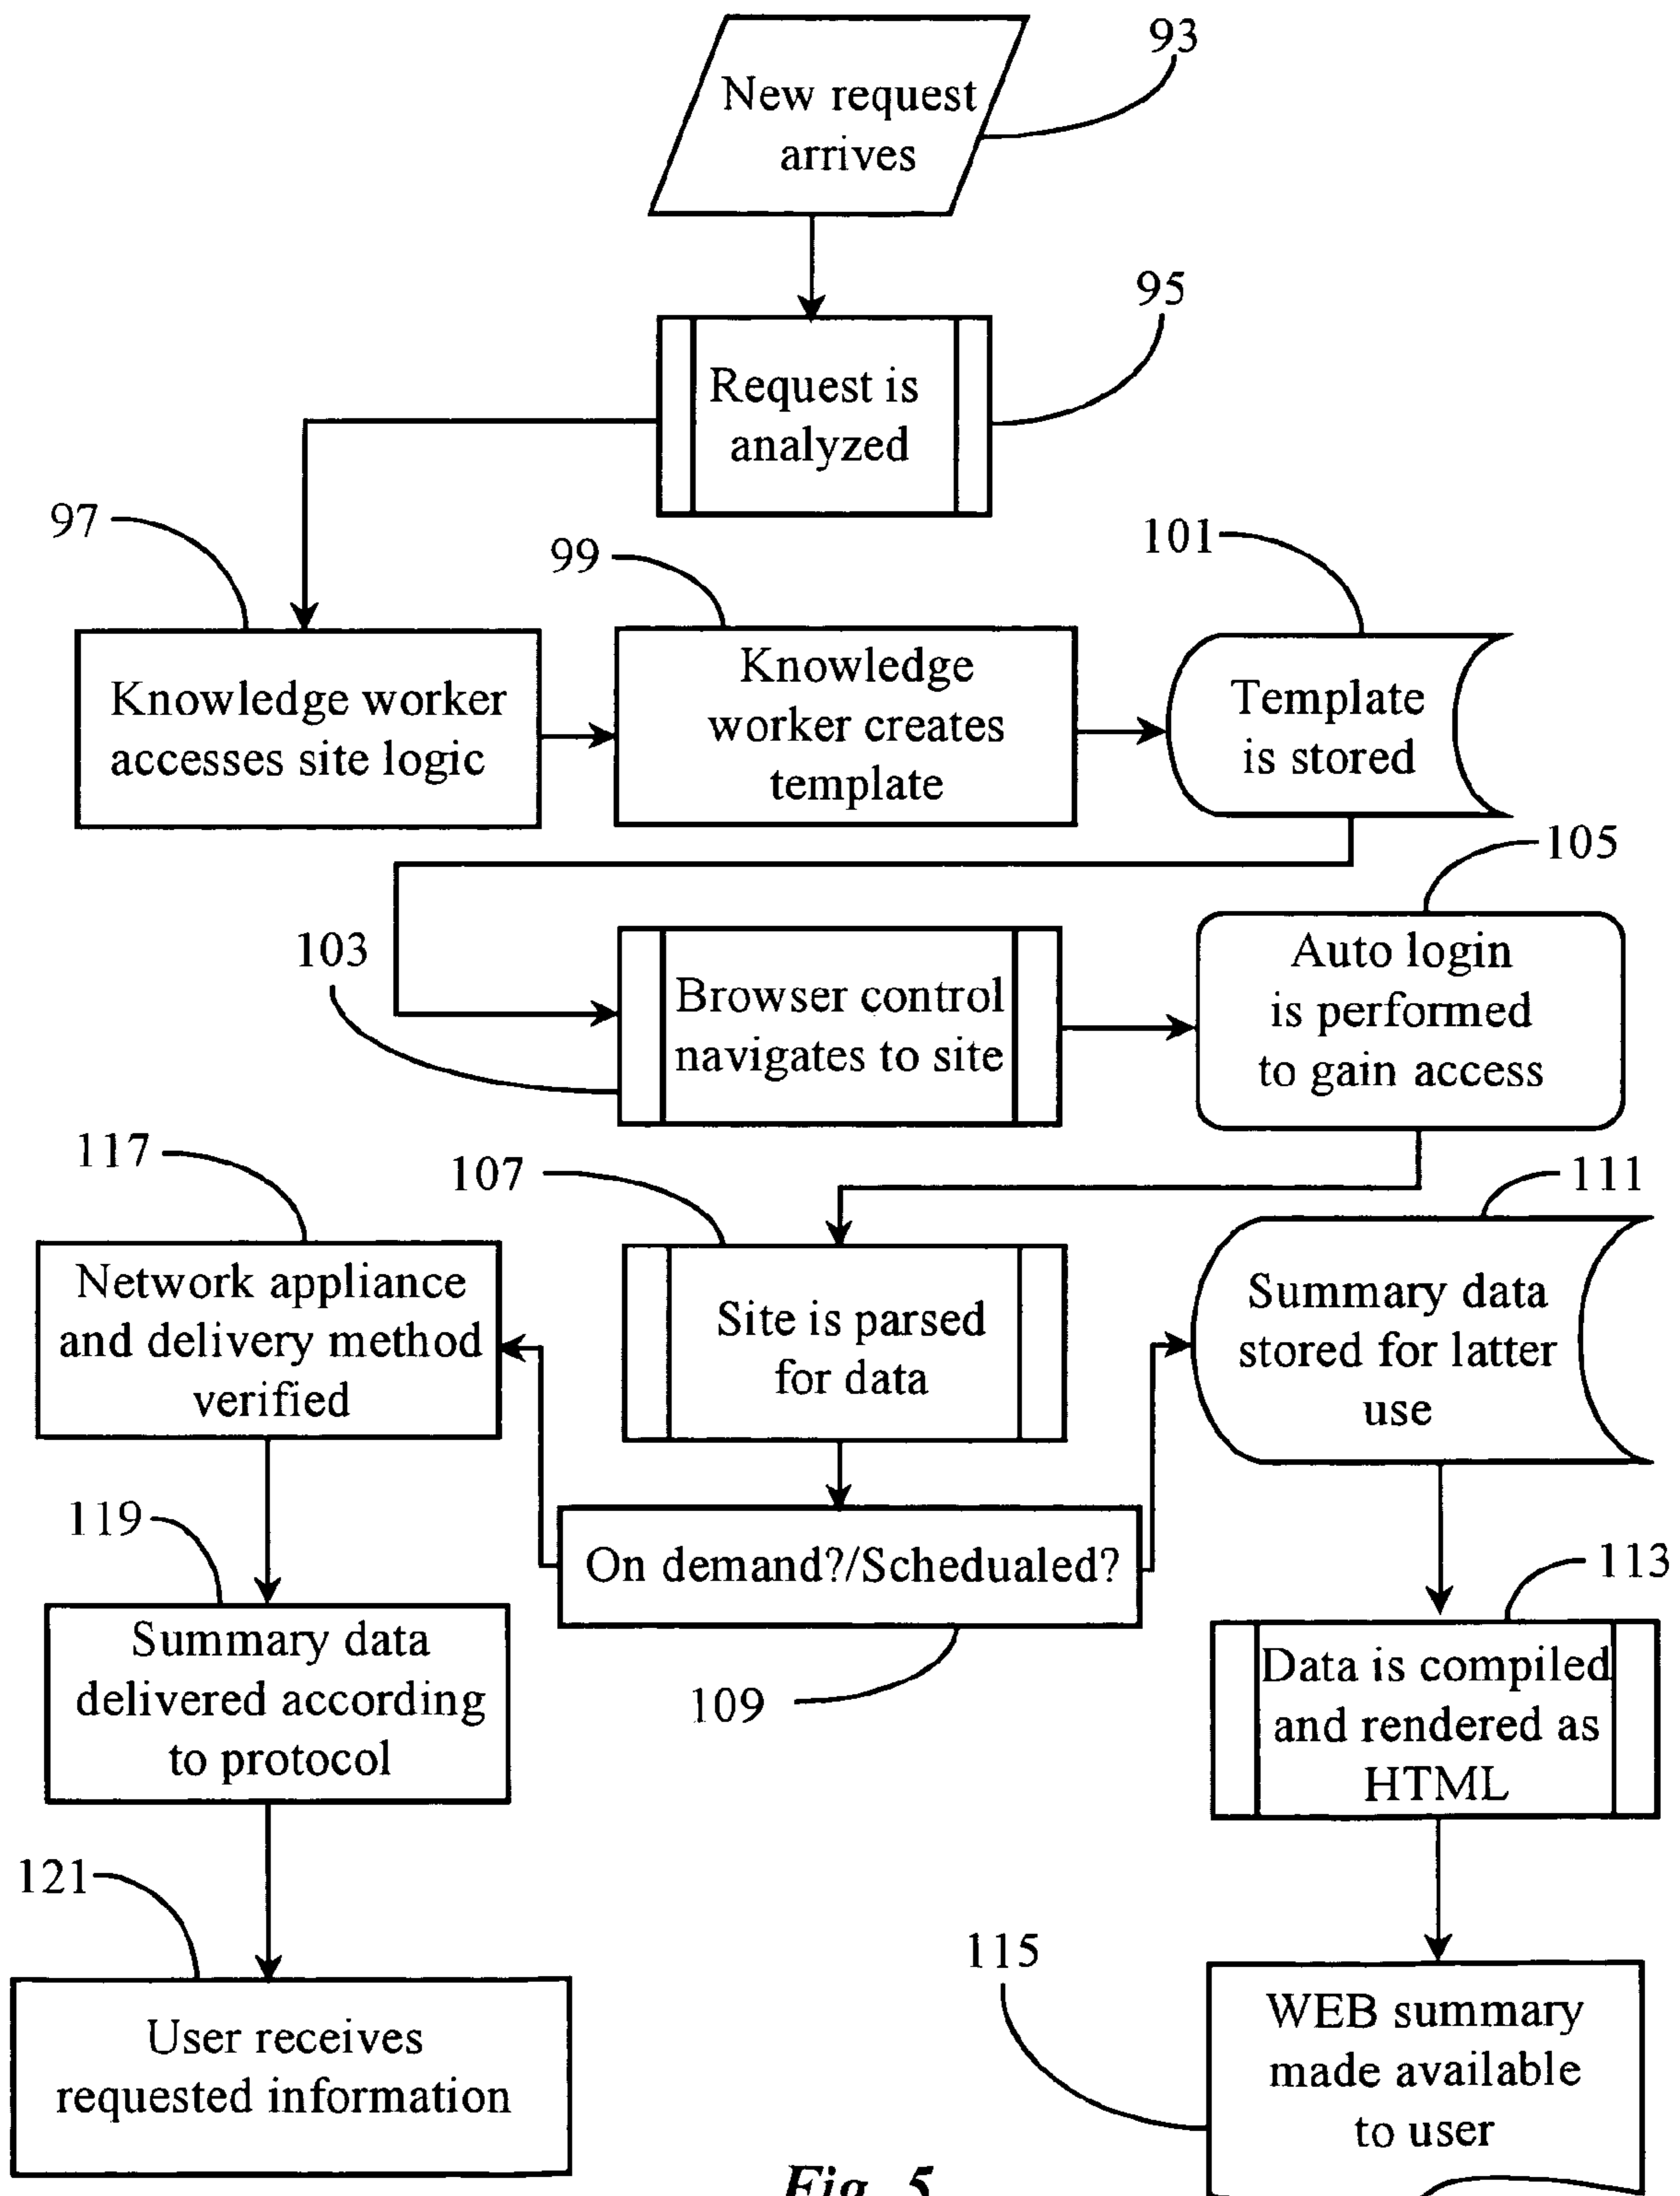 93
New request
arrives
95
Request is
analyzed
97
99
101
Knowledge worker
accesses site logic
Knowledge
worker creates
template
Template
is stored
105
103
Browser control
navigates to site
Auto login
is performed
to gain access
117
107
111
Network appliance
and delivery method
verified
Site is parsed
for data
Summary data
stored for latter
use
119
On demand?/Schedualed?
113
Summary data
delivered according
to protocol
109
Data is compiled
and rendered as
HTML
121
115
User receives
requested information
WEB summary
made available
to user
Fig. 5